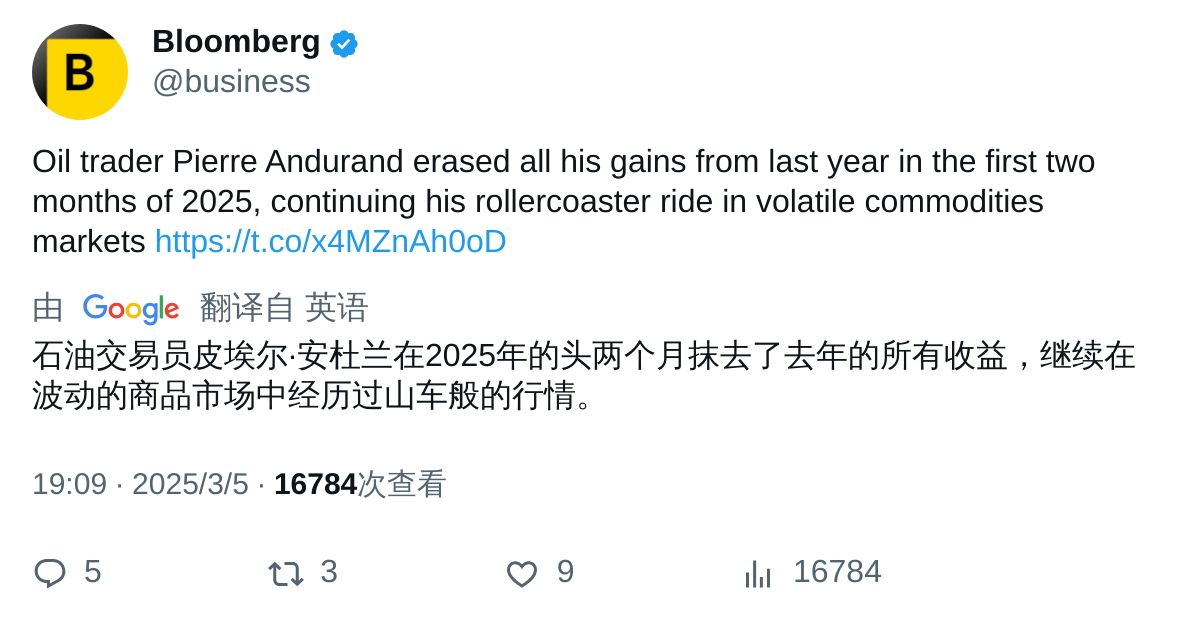 B
Bloomberg
@business
Oil trader Pierre Andurand erased all his gains from last year in the first two
months of 2025, continuing his rollercoaster ride in volatile commodities
markets https://t.co/x4MZnAh0oD
由 Google 翻译自 英语
石油交易员皮埃尔·安杜兰在2025年的头两个月抹去了去年的所有收益，继续在
波动的商品市场中经历过山车般的行情。
19:09 · 2025/3/5 · 16784次查看
5 3 9 16784